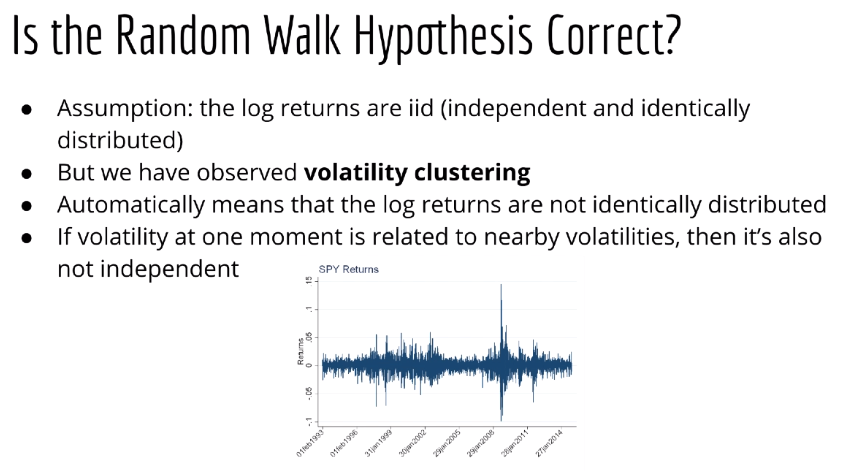 Is the Random Walk Hypothesis Correct?
● Assumption: the log returns are iid (independent and identically
distributed)
● But we have observed volatility clustering
● Automatically means that the log returns are not identically distributed
● If volatility at one moment is related to nearby volatilities, then it's also
not independent
SPY Returns
.15
.1
.05
0
-.05
-.1
Returns
01feb1993
01feb1996
31jan1999
30jan2002
29jan2005
29jan2008
28jan2011
27jan2014